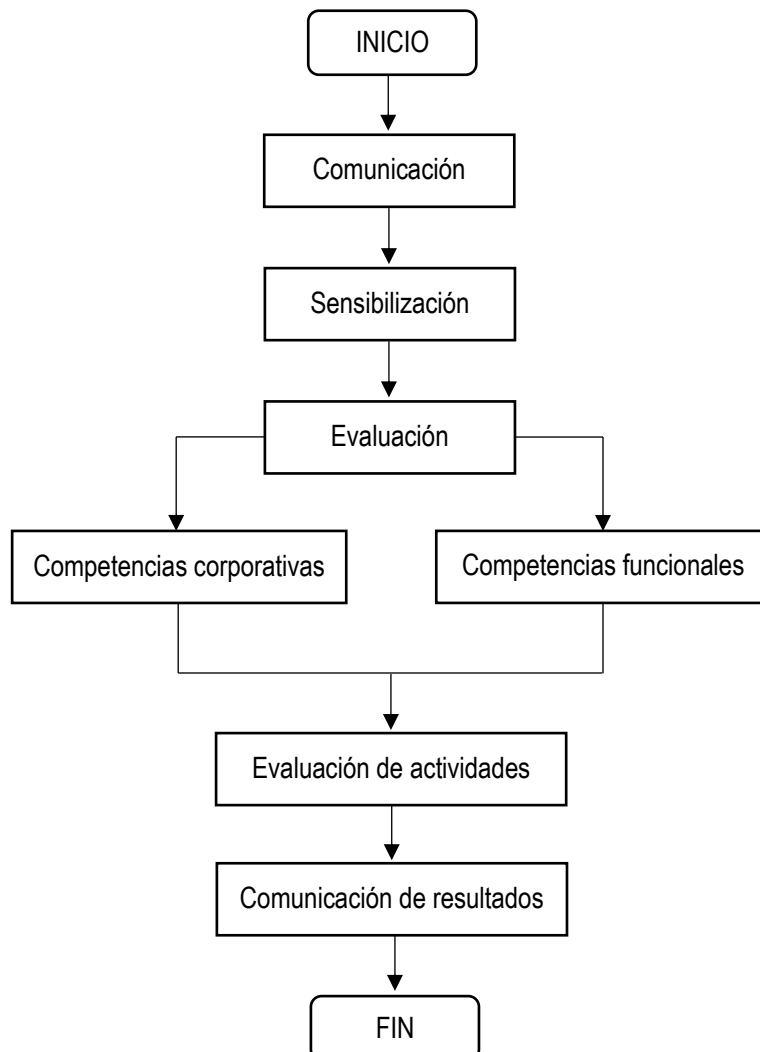 INICIO
Comunicación
Sensibilización
Evaluación
Competencias corporativas
Competencias funcionales
Evaluación de actividades
Comunicación de resultados
FIN